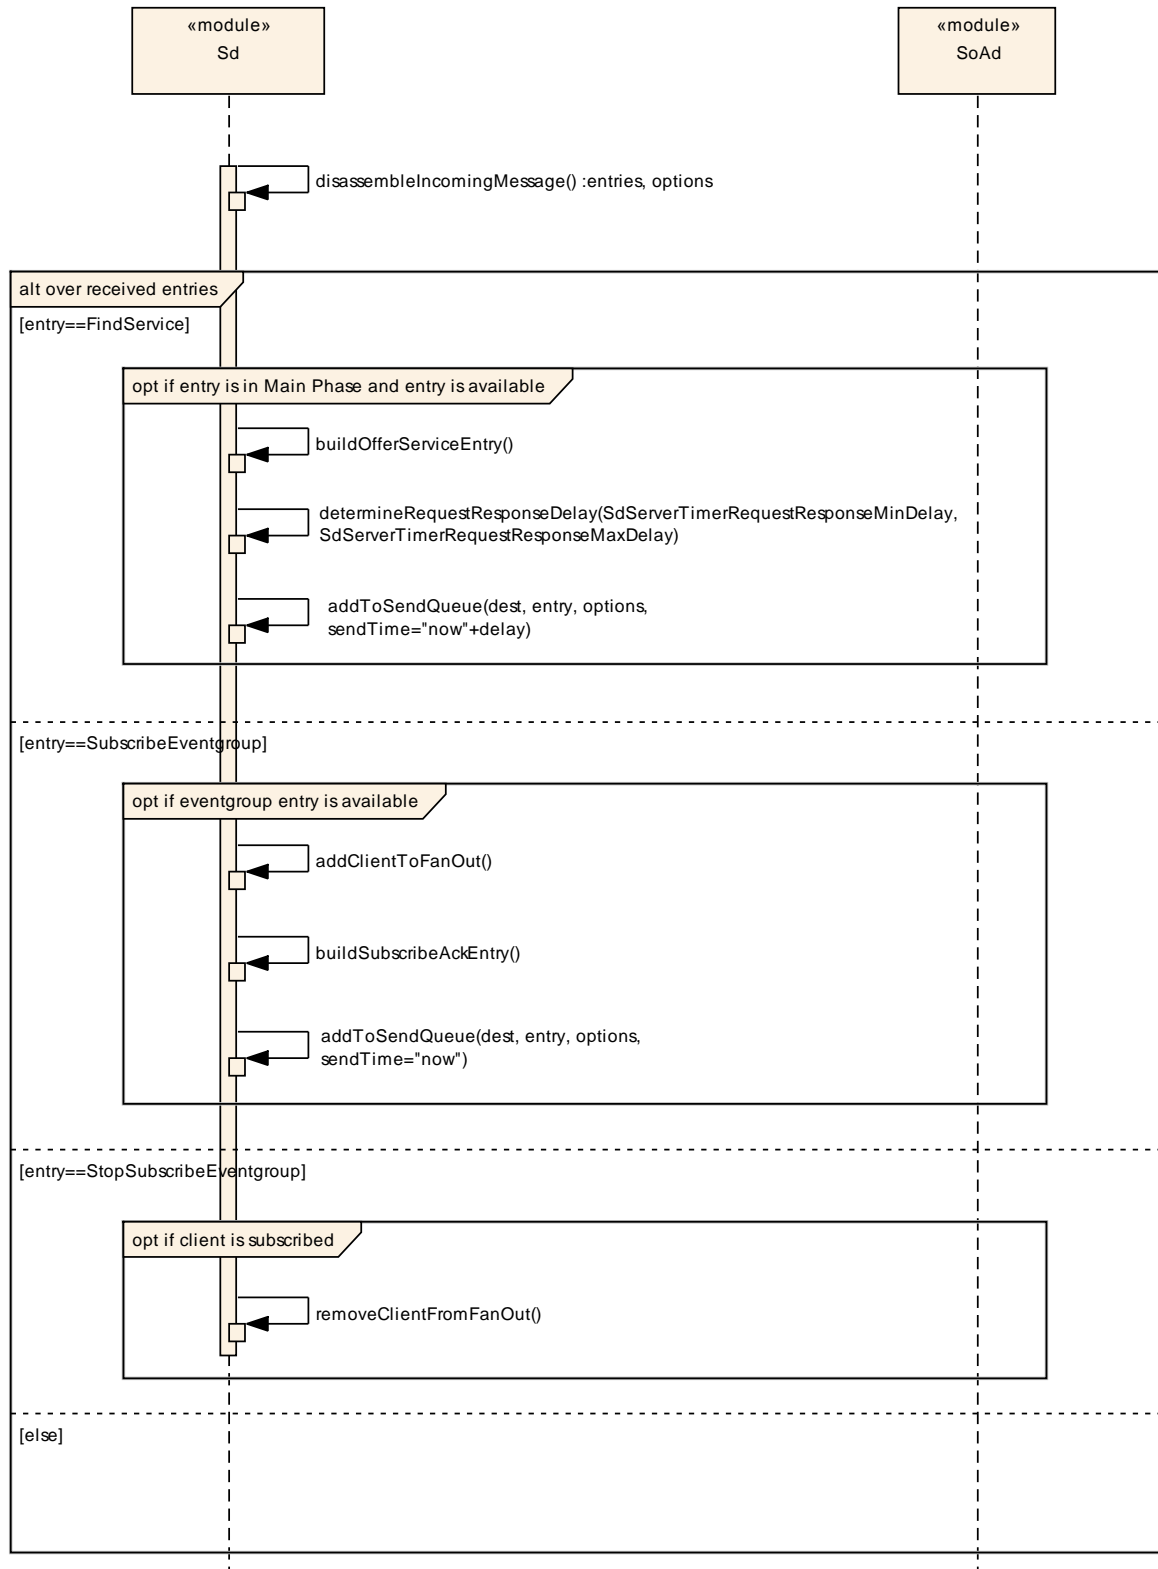 «module»
Sd
«module»
SoAd
disassembleIncomingMessage() :entries, options
alt over received entries
[entry==FindService]
opt if entry is in Main Phase and entry is available
buildOfferServiceEntry()
determineRequestResponseDelay(SdServerTimerRequestResponseMinDelay,
SdServerTimerRequestResponseMaxDelay)
addToSendQueue(dest, entry, options,
sendTime="now"+delay)
[entry==SubscribeEventgroup]
opt if eventgroup entry is available
addClientToFanOut()
buildSubscribeAckEntry()
addToSendQueue(dest, entry, options,
sendTime="now")
[entry==StopSubscribeEventgroup]
opt if client is subscribed
removeClientFromFanOut()
[else]